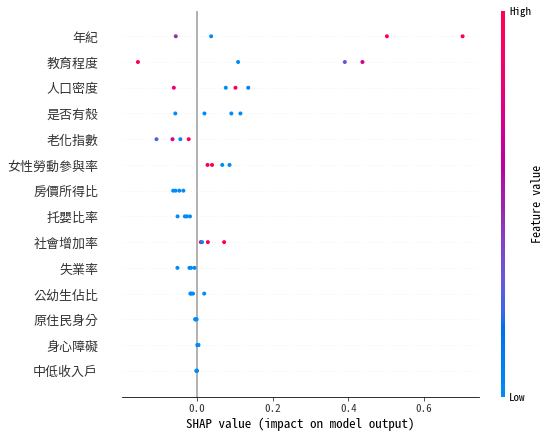 High
年紀
教育程度
人口密度
是否有殼
老化指數
女性勞動參與率
房價所得比
托嬰比率
社會增加率
失業率
公幼生佔比
原住民身分
身心障礙
中低收入戶
Feature value
Low
0.0 0.2 0.4 0.6
SHAP value (impact on model output)